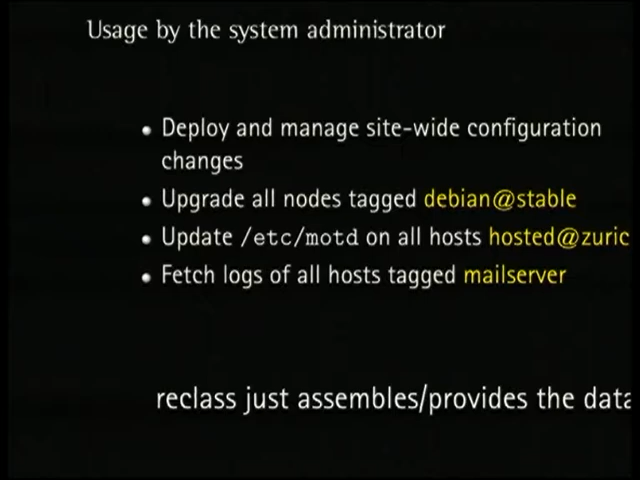 Usage by the system administrator
Deploy and manage site-wide configuration
changes
Upgrade all nodes tagged debian@stable
Update /etc/motd on all hosts hosted@zuric
Fetch logs of all hosts tagged mailserver
reclass just assembles/provides the data